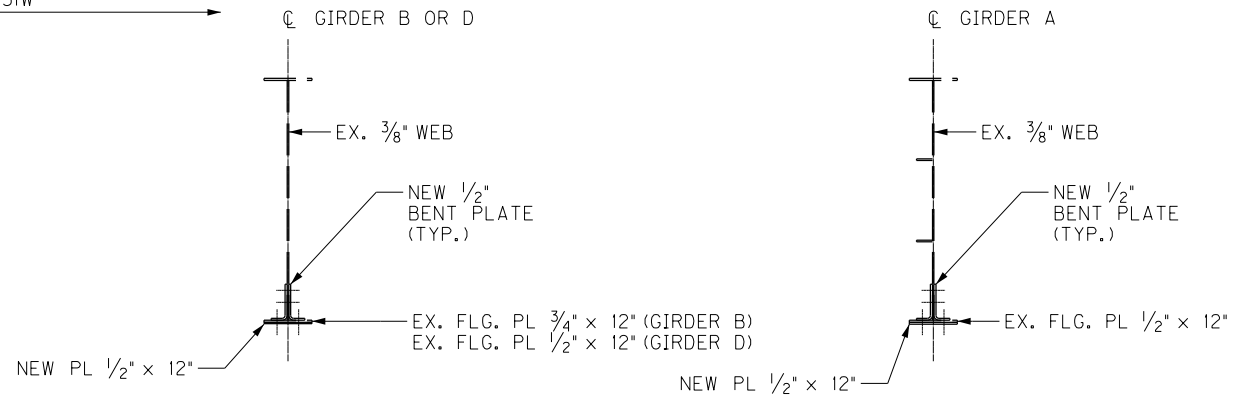 ℄ GIRDER B OR D
EX. 3/8" WEB
NEW 1/2"
BENT PLATE
(TYP.)
EX. FLG. PL 3/4" x 12" (GIRDER B)
EX. FLG. PL 1/2" x 12" (GIRDER D)
NEW PL 1/2" x 12"
℄ GIRDER A
EX. 3/8" WEB
NEW 1/2"
BENT PLATE
(TYP.)
EX. FLG. PL 1/2" x 12"
NEW PL 1/2" x 12"